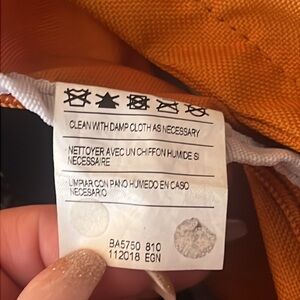 CLEAN WITH DAMP CLOTH AS NECESSARY
NETTOYER AVEC UN CHIFFON HUMIDE SI
NECESSAIRE
LIMPIAR CON PANO HUMEDO EN CASO
NECESARIO
BA5750 810
112018 EGN